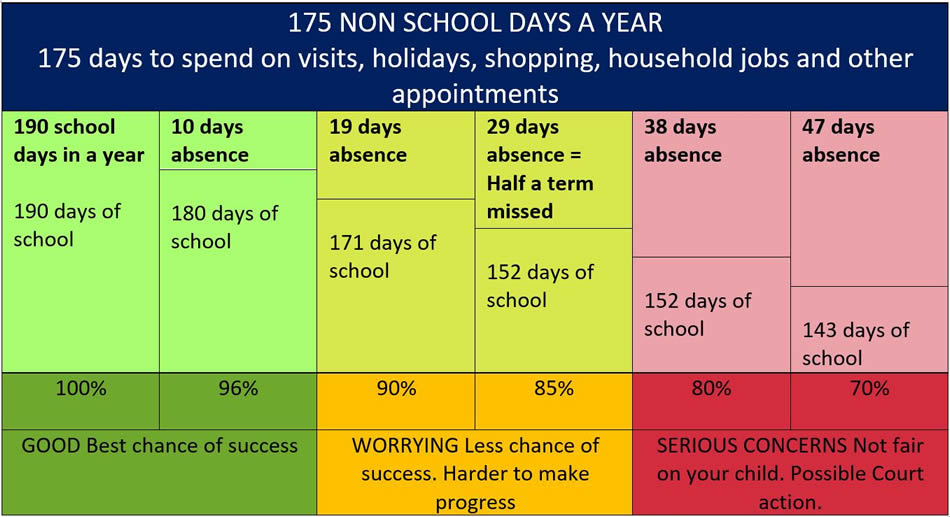 175 NON SCHOOL DAYS A YEAR
175 days to spend on visits, holidays, shopping, household jobs and other
appointments
190 school
days in a year
190 days of
school
10 days
absence
180 days of
school
19 days
absence
171 days of
school
29 days
absence =
Half a term
missed
152 days of
school
38 days
absence
152 days of
school
47 days
absence
143 days of
school
100%
96%
90%
85%
80%
70%
GOOD Best chance of success
WORRYING Less chance of
success. Harder to make
progress
SERIOUS CONCERNS Not fair
on your child. Possible Court
action.